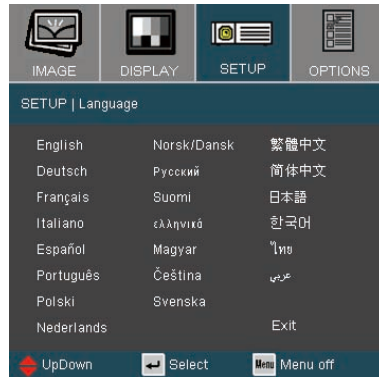 IMAGE DISPLAY SETUP OPTIONS
SETUP | Language
English Norsk/Dansk 繁體中文
Deutsch Русский 简体中文
Français Suomi 日本語
Italiano ελληνικά 한국어
Español Magyar ไทย
Português Čeština عربي
Polski Svenska
Nederlands Exit
UpDown Select Menu Menu off